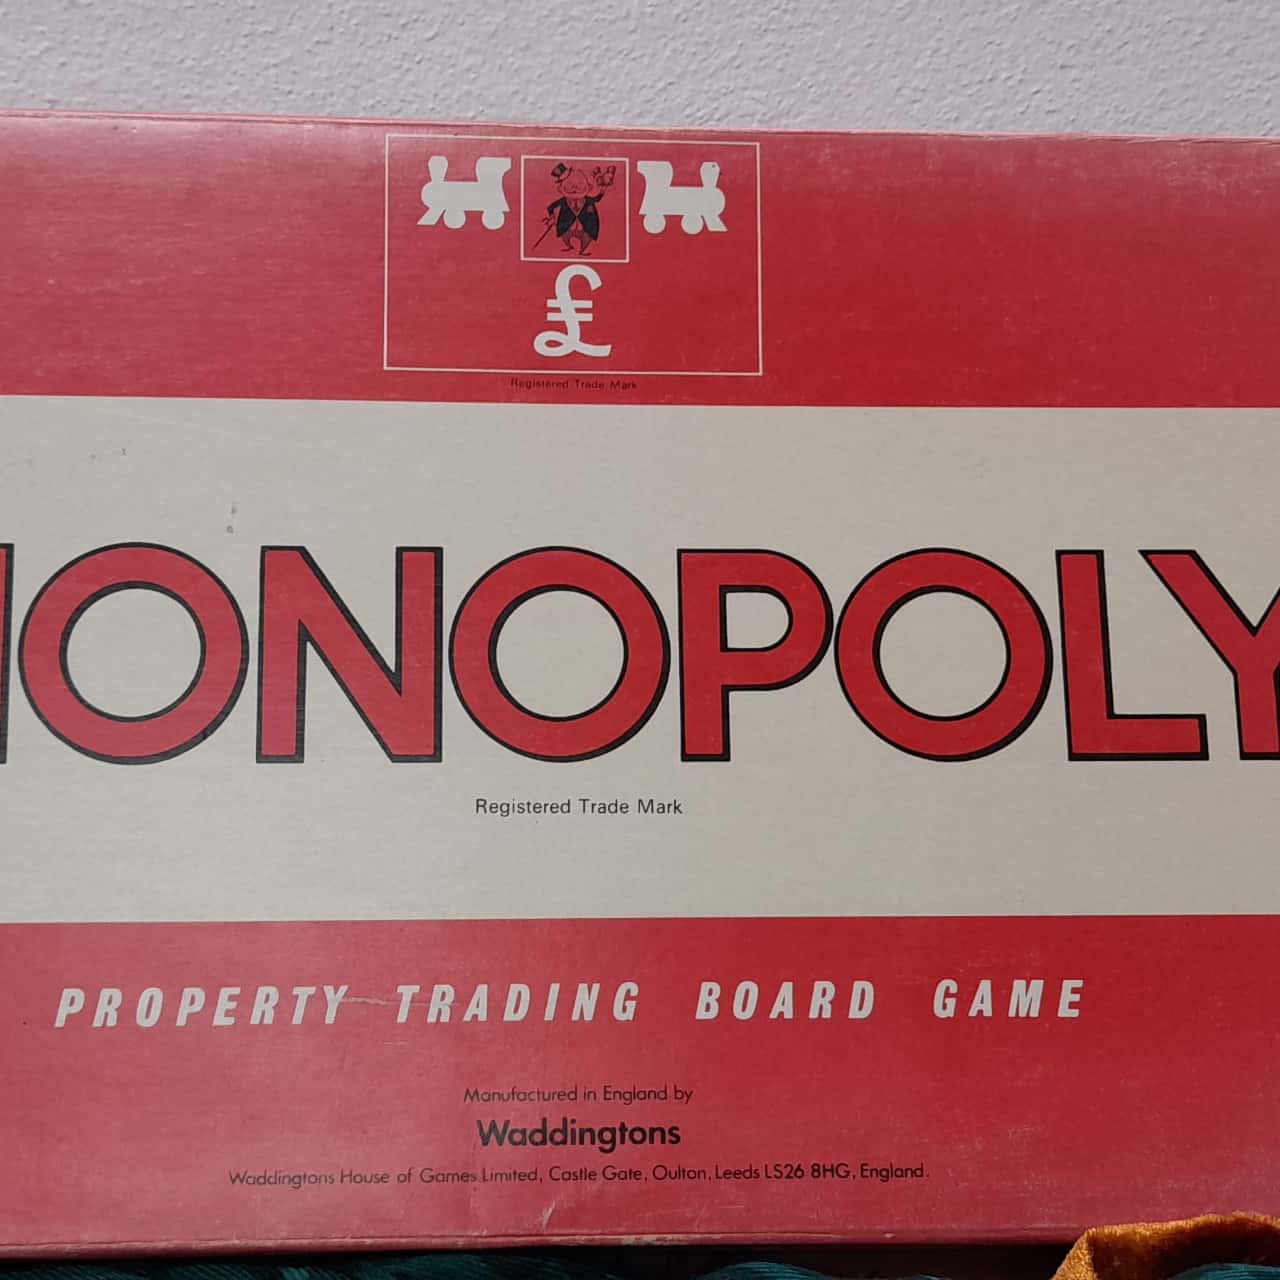 £
Registered Trade Mark
MONOPOLY
Registered Trade Mark
PROPERTY TRADING BOARD GAME
Manufactured in England by
Waddingtons
Waddingtons House of Games Limited, Castle Gate, Oulton, Leeds LS26 8HG, England.